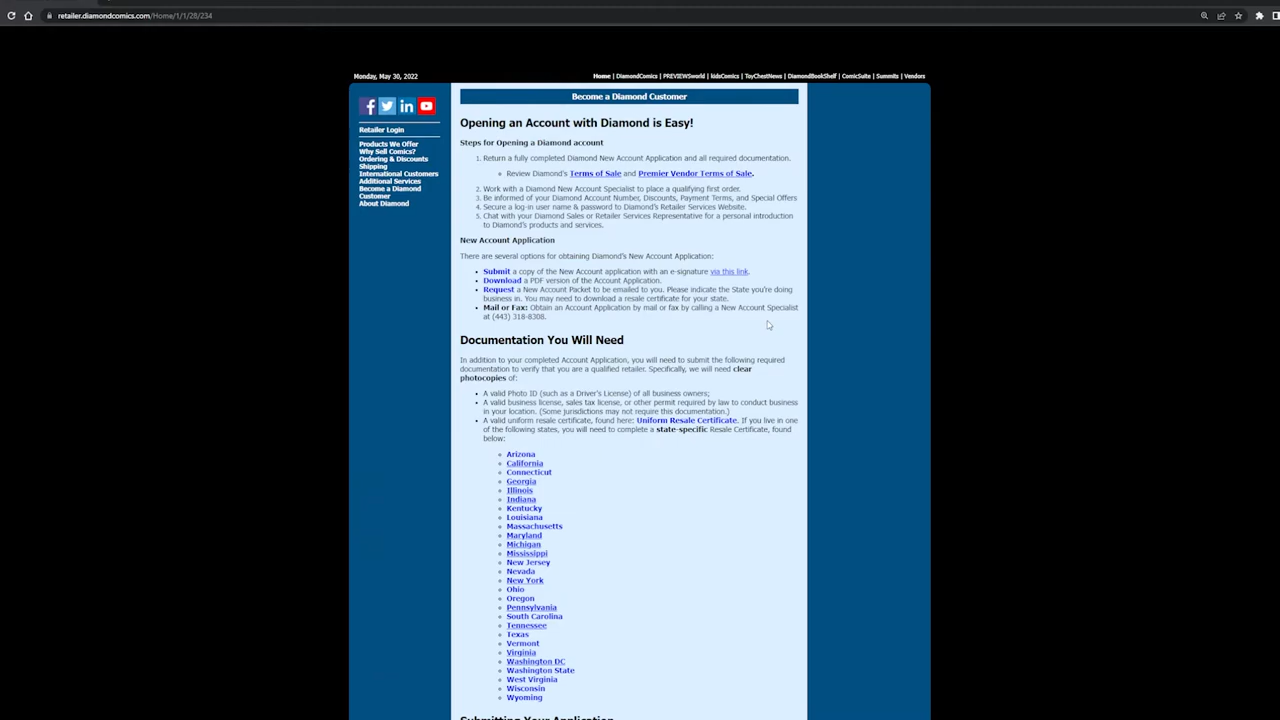 retailer.diamondcomics.com/Home/1/1/28/234
Monday, May 30, 2022
Home | DiamondComics | PREVIEWSworld | kidsComics | ToyChestNews | DiamondBookShelf | ComicSuite | Summits | Vendors
Retailer Login
Products We Offer
Why Sell Comics?
Ordering & Discounts
Shipping
International Customers
Additional Services
Become a Diamond
Customer
About Diamond
Become a Diamond Customer
Opening an Account with Diamond is Easy!
Steps for Opening a Diamond account
1. Return a fully completed Diamond New Account Application and all required documentation.
Review Diamond's Terms of Sale and Premier Vendor Terms of Sale.
2. Work with a Diamond New Account Specialist to place a qualifying first order.
3. Be informed of your Diamond Account Number, Discounts, Payment Terms, and Special Offers
4. Secure a log-in user name & password to Diamond's Retailer Services Website.
5. Chat with your Diamond Sales or Retailer Services Representative for a personal introduction
to Diamond's products and services.
New Account Application
There are several options for obtaining Diamond's New Account Application:
Submit a copy of the New Account application with an e-signature via this link.
Download a PDF version of the Account Application.
Request a New Account Packet to be emailed to you. Please indicate the State you're doing
business in. You may need to download a resale certificate for your state.
Mail or Fax: Obtain an Account Application by mail or fax by calling a New Account Specialist
at (443) 318-8308.
Documentation You Will Need
In addition to your completed Account Application, you will need to submit the following required
documentation to verify that you are a qualified retailer. Specifically, we will need clear
photocopies of:
A valid Photo ID (such as a Driver's License) of all business owners;
A valid business license, sales tax license, or other permit required by law to conduct business
in your location. (Some jurisdictions may not require this documentation.)
A valid uniform resale certificate, found here: Uniform Resale Certificate. If you live in one
of the following states, you will need to complete a state-specific Resale Certificate, found
below:
Arizona
California
Connecticut
Georgia
Illinois
Indiana
Kentucky
Louisiana
Massachusetts
Maryland
Michigan
Mississippi
New Jersey
Nevada
New York
Ohio
Oregon
Pennsylvania
South Carolina
Tennessee
Texas
Vermont
Virginia
Washington DC
Washington State
West Virginia
Wisconsin
Wyoming
Submitting Your Application